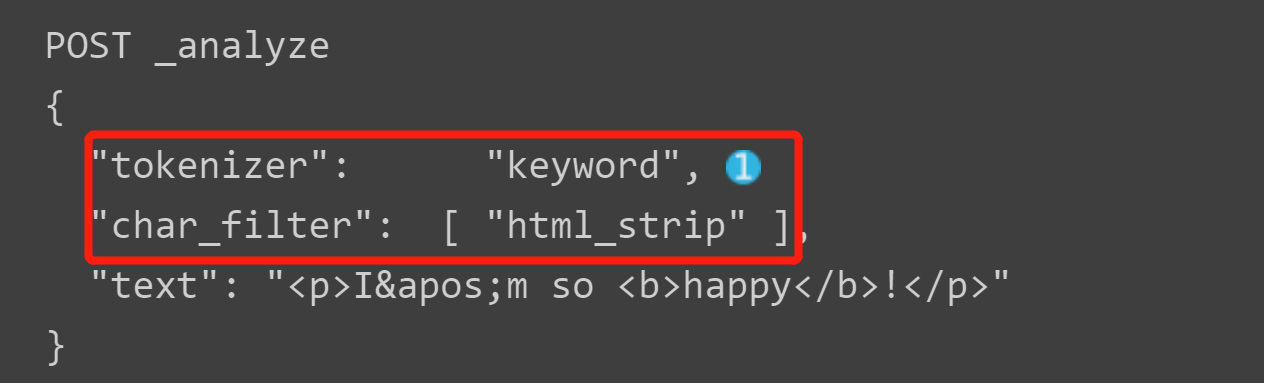 POST _analyze
{
"tokenizer": "keyword", 1
"char_filter": [ "html_strip" ],
"text": "<p>I&apos;m so <b>happy</b>!</p>"
}